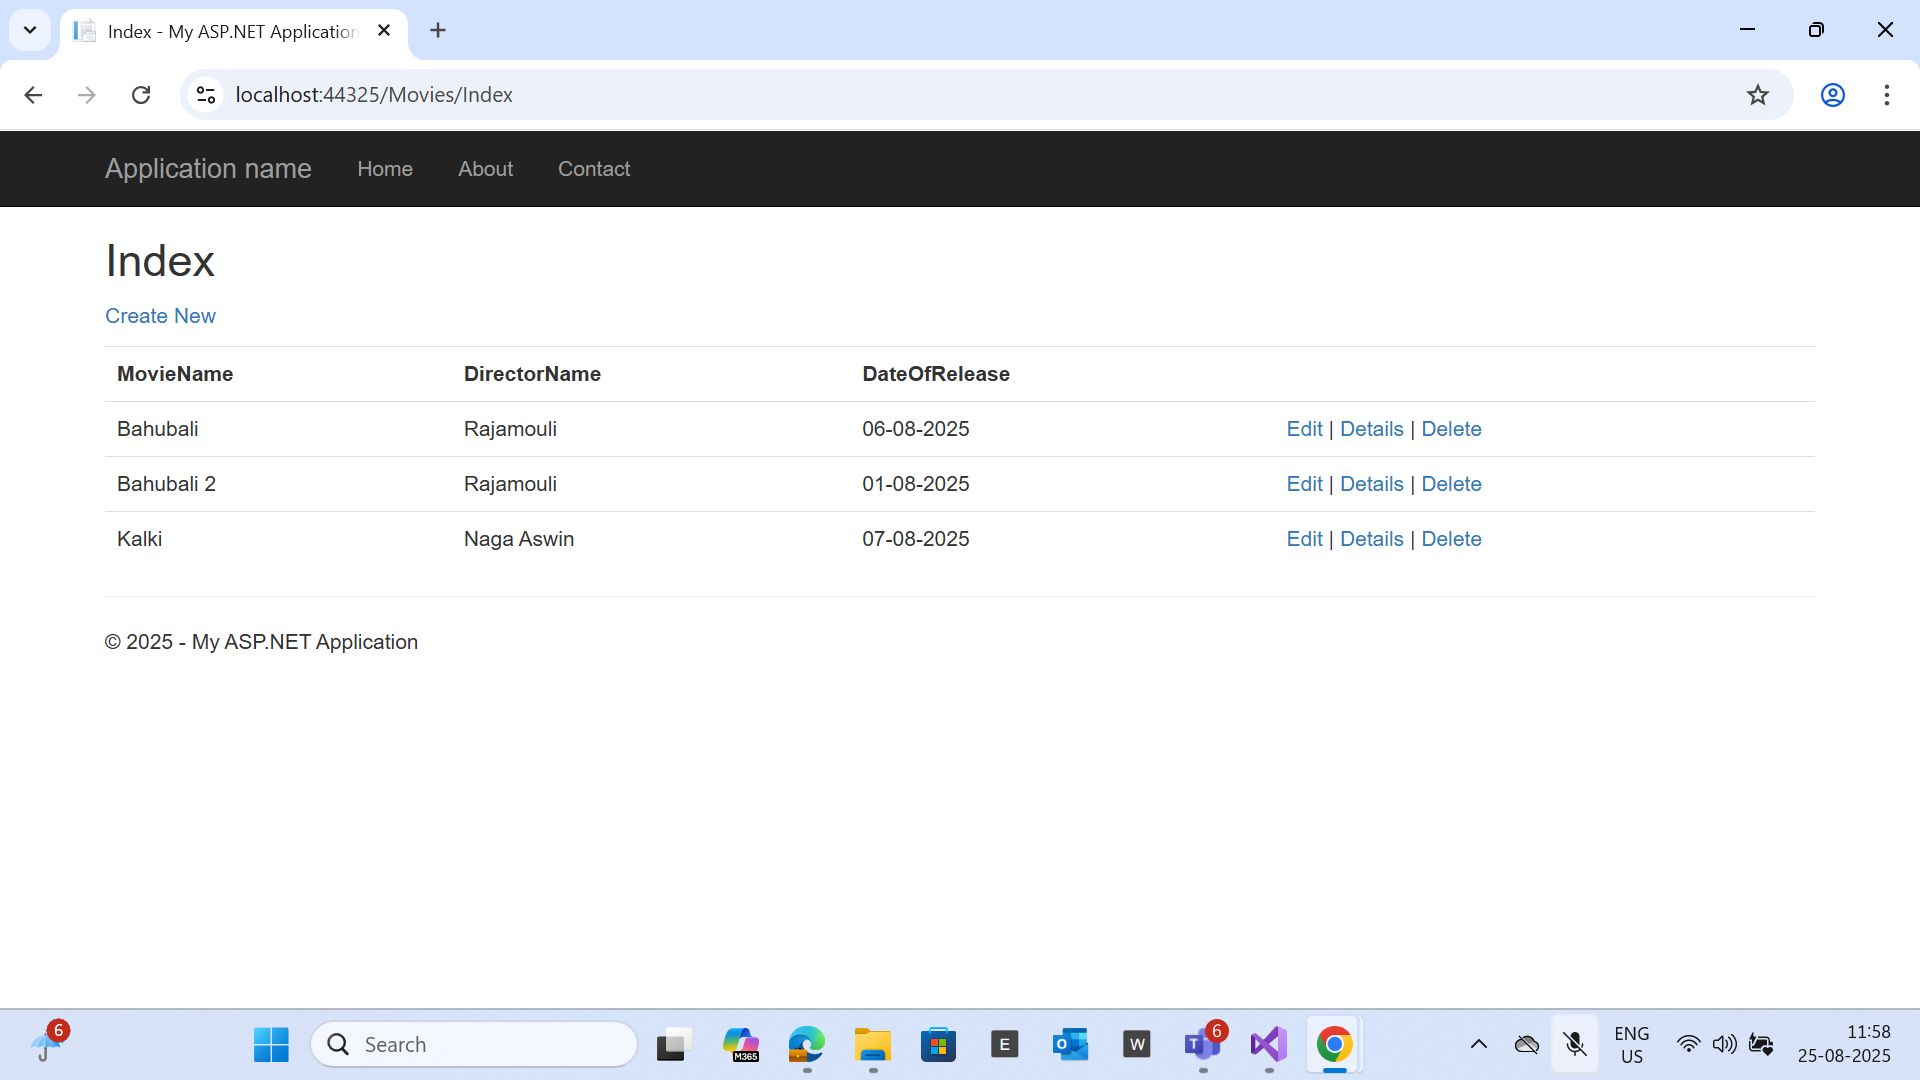 Index - My ASP.NET Application
localhost:44325/Movies/Index
Application name Home About Contact
Index
Create New
MovieName DirectorName DateOfRelease
Bahubali Rajamouli 06-08-2025 Edit | Details | Delete
Bahubali 2 Rajamouli 01-08-2025 Edit | Details | Delete
Kalki Naga Aswin 07-08-2025 Edit | Details | Delete
© 2025 - My ASP.NET Application
6 Search M365 E O W T 6 ENG 11:58
US 25-08-2025